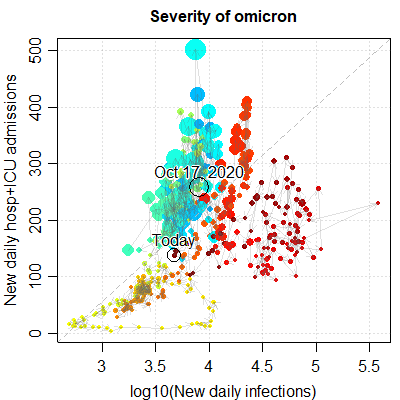 Severity of omicron
New daily hosp+ICU admissions
500
400
300
200
100
0
Oct 17, 2020
Today
3
3.5
4
4.5
5
5.5
log10(New daily infections)